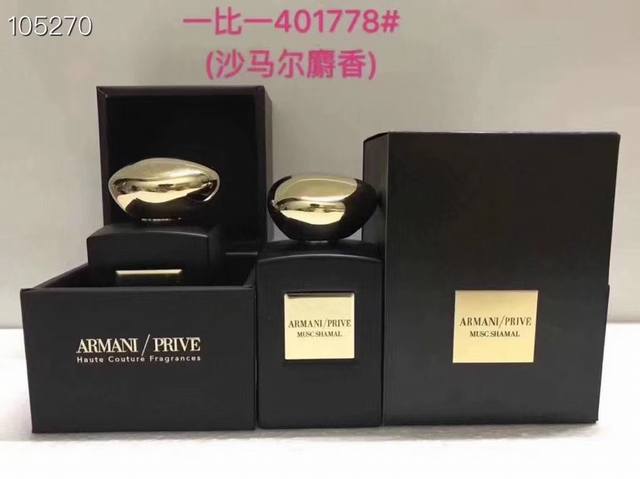 105270
一比一401778#
(沙马尔麝香)
ARMANI/PRIVE
Haute Couture Fragrances
ARMANI/PRIVE
MUSC SHAMAL
ARMANI/PRIVE
MUSC SHAMAL